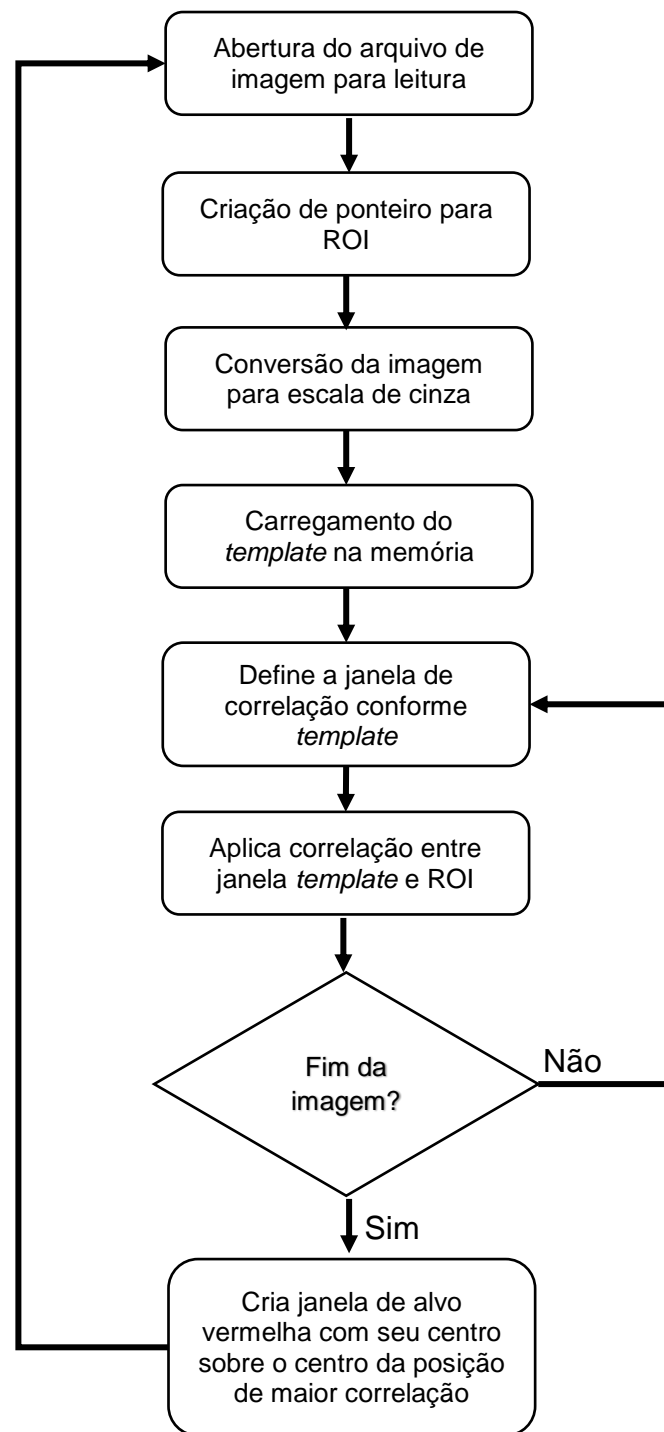 Abertura do arquivo de
imagem para leitura
Criação de ponteiro para
ROI
Conversão da imagem
para escala de cinza
Carregamento do
template na memória
Define a janela de
correlação conforme
template
Aplica correlação entre
janela template e ROI
Fim da
imagem?
Não
Sim
Cria janela de alvo
vermelha com seu centro
sobre o centro da posição
de maior correlação